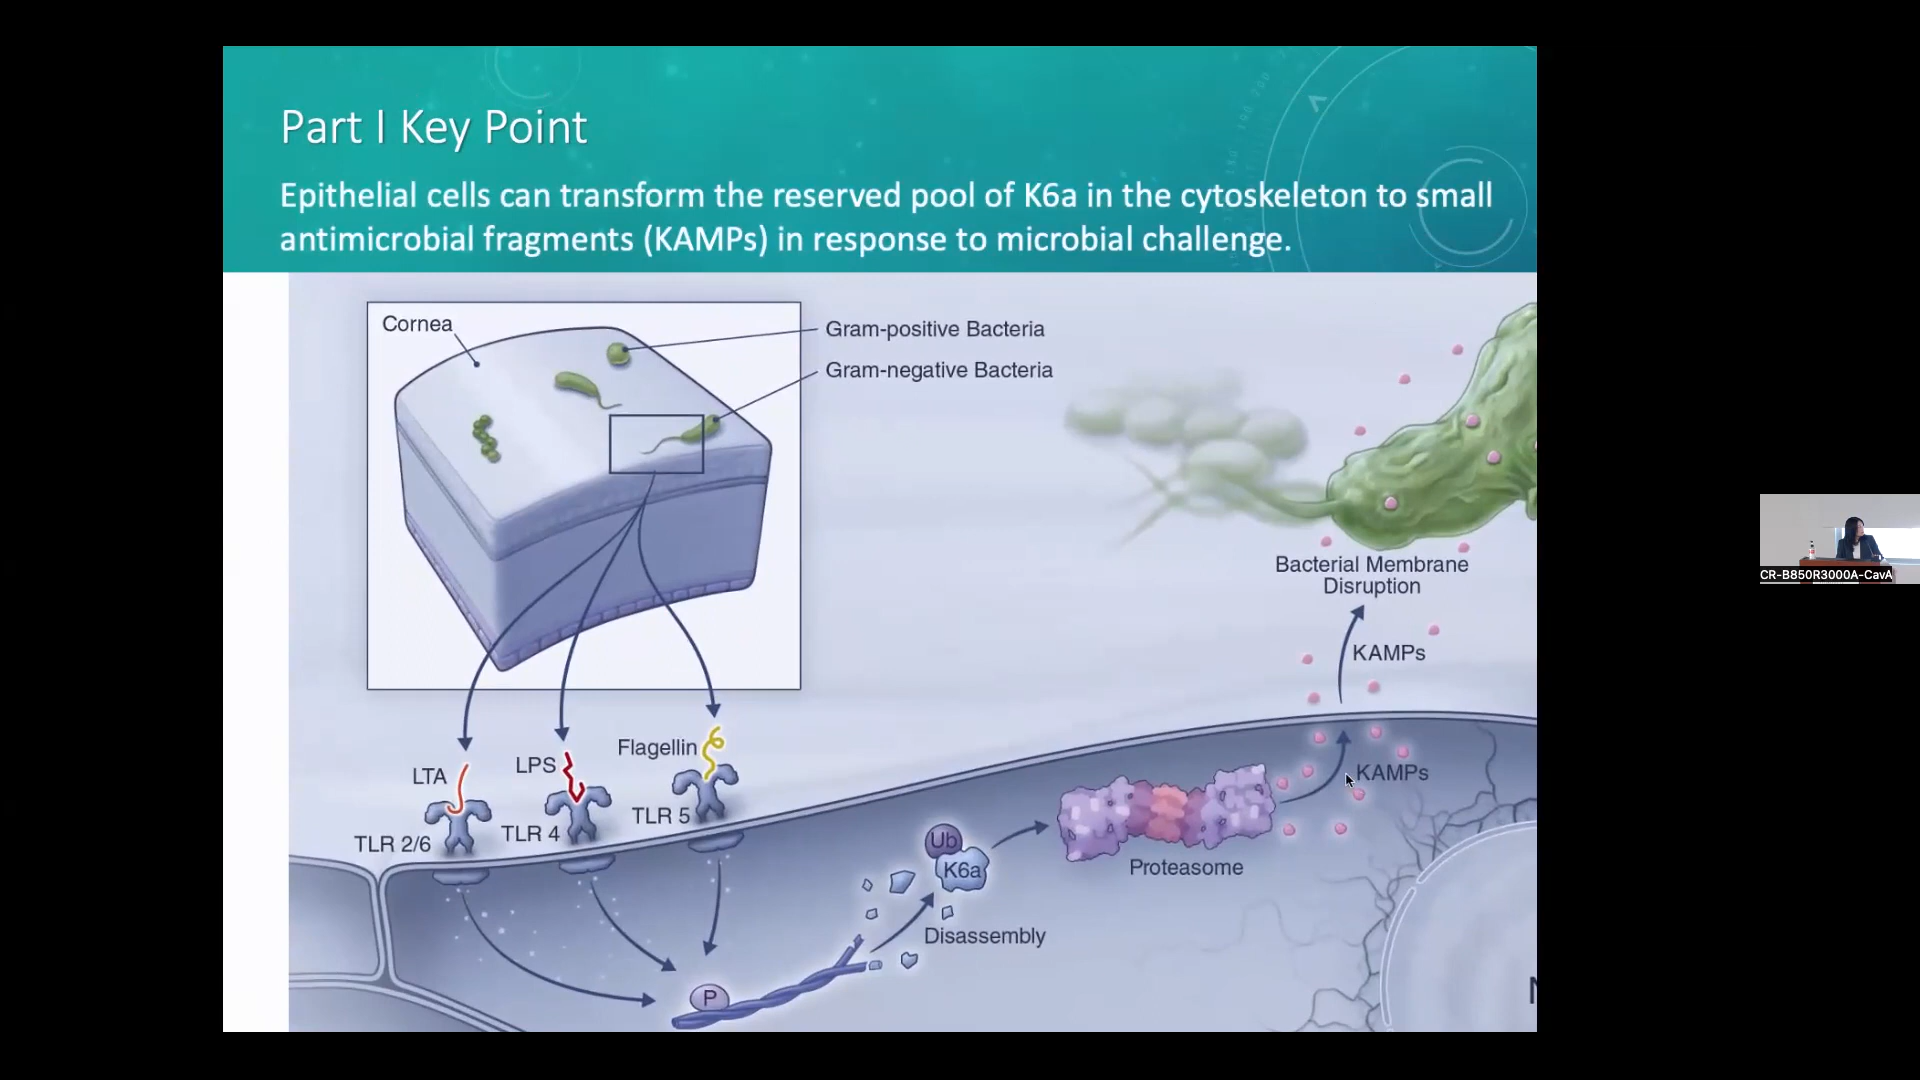 Part I Key Point
Epithelial cells can transform the reserved pool of K6a in the cytoskeleton to small
antimicrobial fragments (KAMPs) in response to microbial challenge.
Cornea
Gram-positive Bacteria
Gram-negative Bacteria
Bacterial Membrane
Disruption
KAMPs
LTA
LPS
Flagellin
TLR 2/6
TLR 4
TLR 5
KAMPs
Ub
K6a
Proteasome
Disassembly
P
CR-B850R3000A-CavA